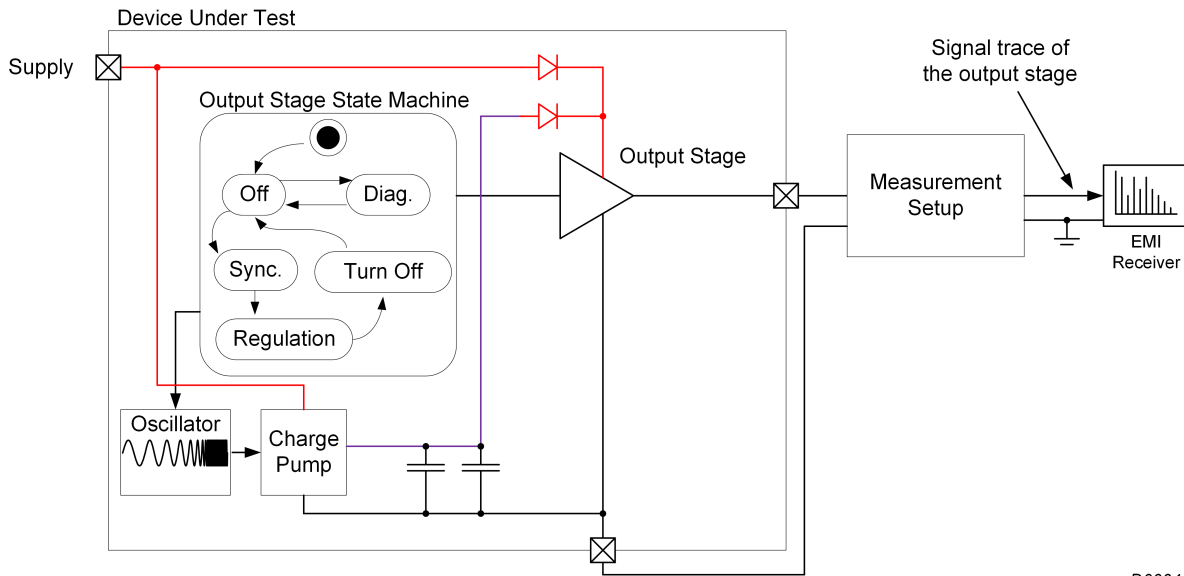 Device Under Test
Supply
Signal trace of
the output stage
Output Stage State Machine
Output Stage
Off
Diag.
Measurement
Setup
Sync.
Turn Off
EMI
Receiver
Regulation
Oscillator
Charge
Pump